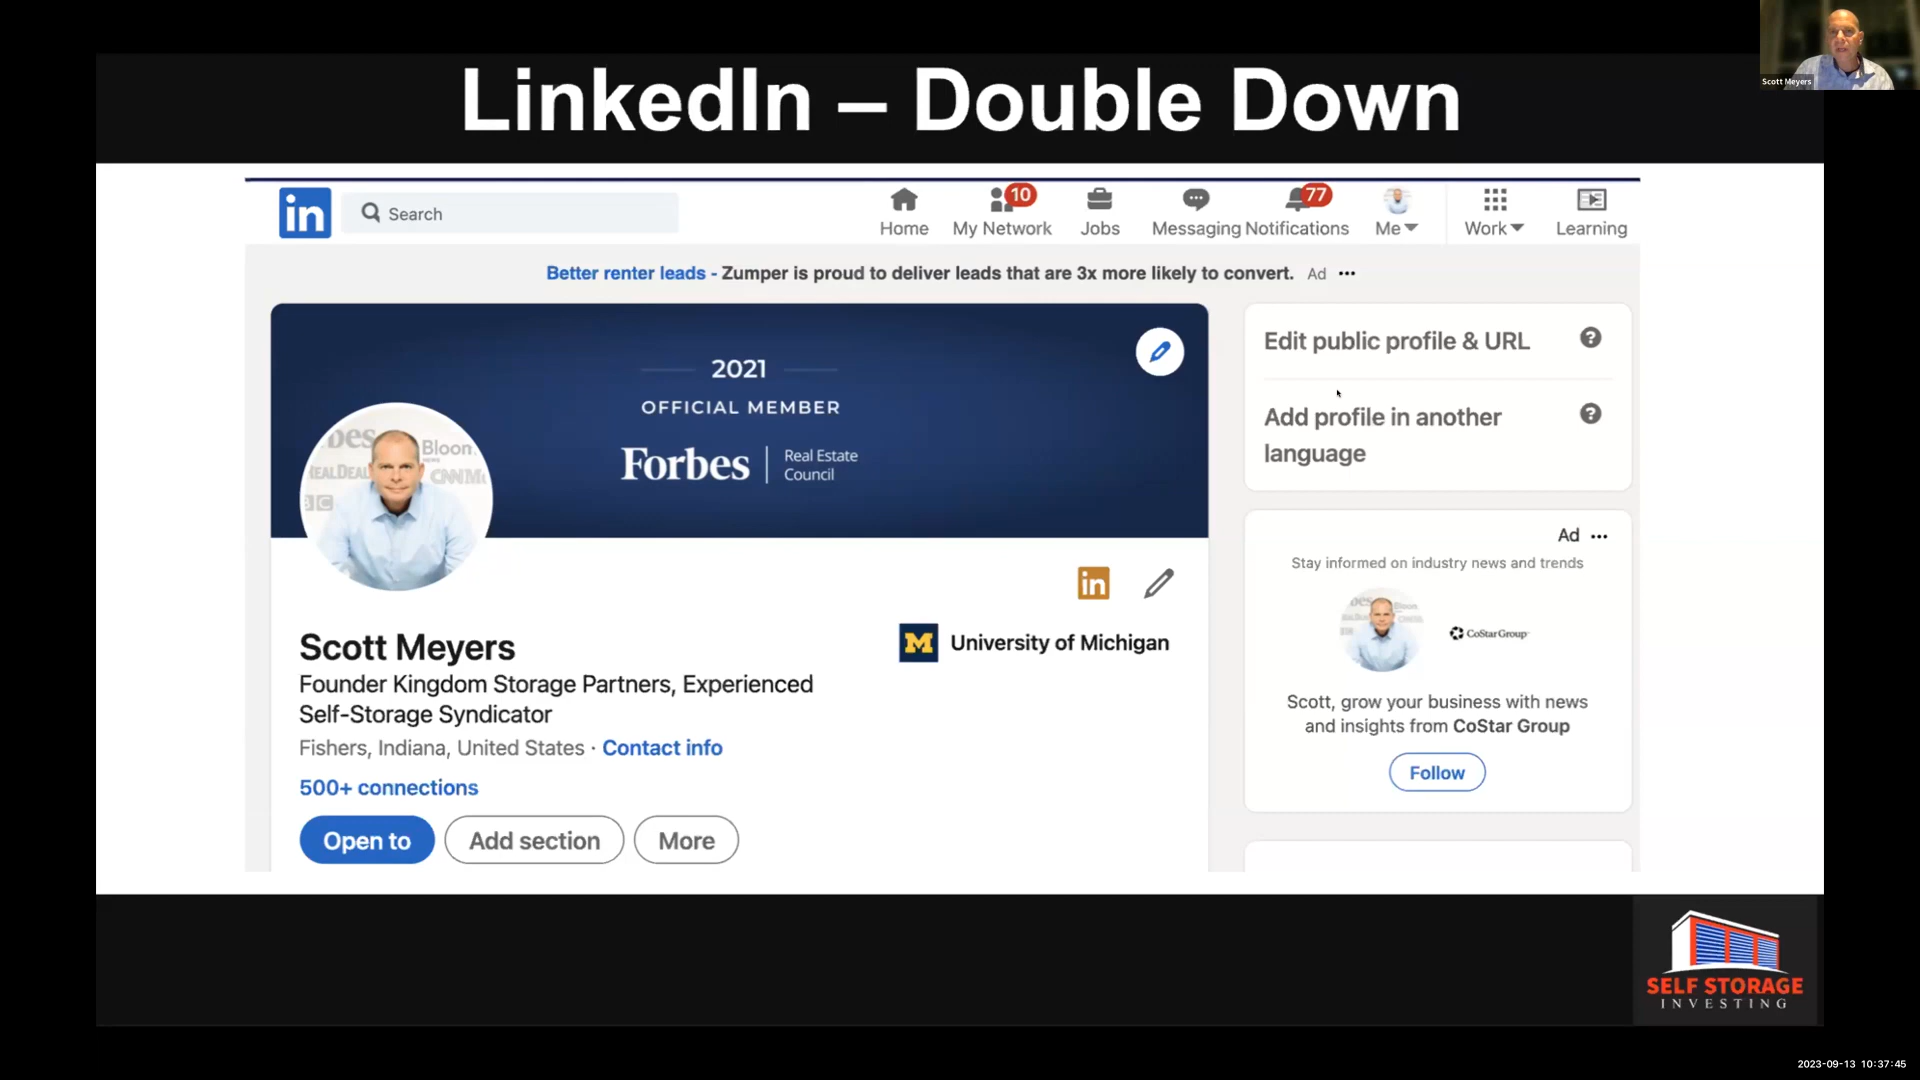 LinkedIn – Double Down
Scott Meyers
in
Search
Home
10
My Network
Jobs
Messaging
77
Notifications
Me
Work
Learning
Better renter leads - Zumper is proud to deliver leads that are 3x more likely to convert. Ad
2021
OFFICIAL MEMBER
Forbes
Real Estate
Council
Bloom
Edit public profile & URL
Add profile in another
language
Ad
Stay informed on industry news and trends
CoStar Group
Scott, grow your business with news
and insights from CoStar Group
Follow
in
Scott Meyers
M University of Michigan
Founder Kingdom Storage Partners, Experienced
Self-Storage Syndicator
Fishers, Indiana, United States · Contact info
500+ connections
Open to
Add section
More
SELF STORAGE
INVESTING
2023-09-13 10:37:45